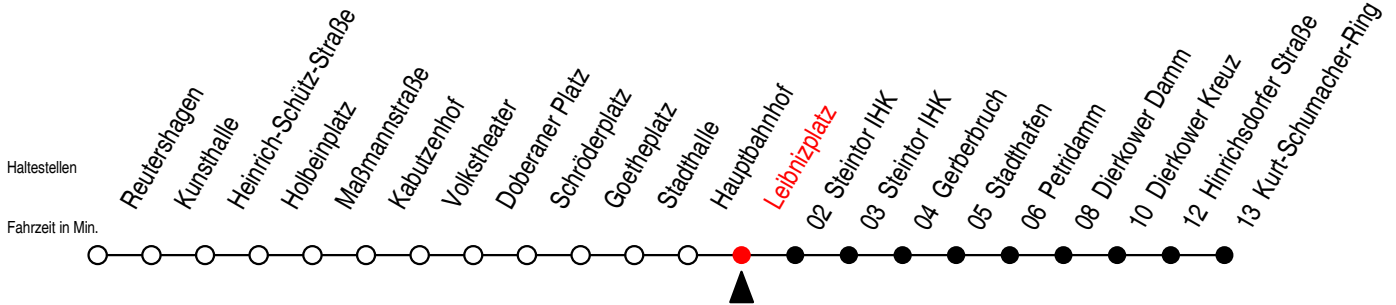 Haltestellen
Reutershagen
Kunsthalle
Heinrich-Schütz-Straße
Holbeinplatz
Maßmannstraße
Kabutzenhof
Volkstheater
Doberaner Platz
Schröderplatz
Goetheplatz
Stadthalle
Hauptbahnhof
Leibnizplatz
02 Steintor IHK
03 Steintor IHK
04 Gerberbruch
05 Stadthafen
06 Petridamm
08 Dierkower Damm
10 Dierkower Kreuz
12 Hinrichsdorfer Straße
13 Kurt-Schumacher-Ring
Fahrzeit in Min.